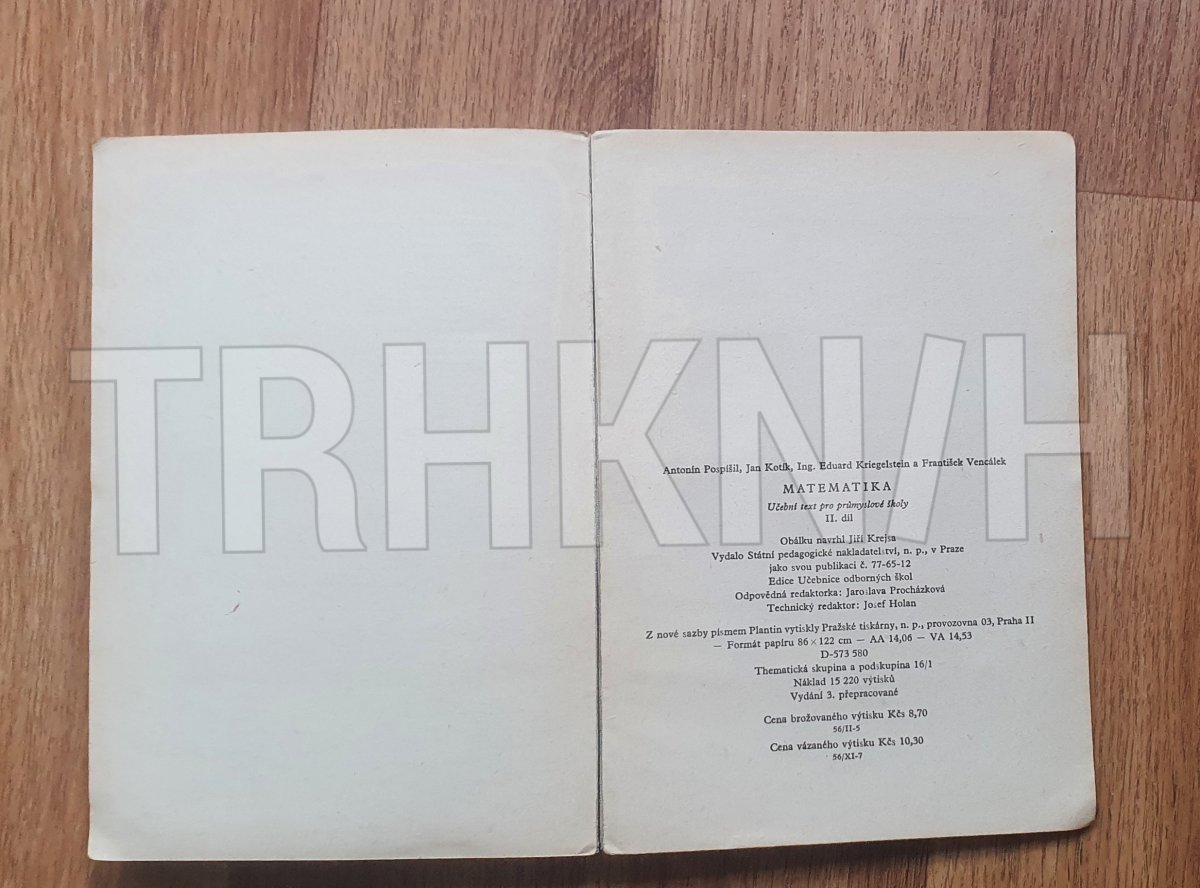 TRHKN/H
Antonín Pospíšil, Jan Kotík, Ing. Eduard Kriegelstein a František Vencálek
MATEMATIKA
Učební text pro průmyslové školy
II. díl
Obálku navrhl Jiří Krejsa
Vydalo Státní pedagogické nakladatelství, n. p., v Praze
jako svou publikaci č. 77-65-12
Edice Učebnice odborných škol
Odpovědná redaktorka: Jaroslava Procházková
Technický redaktor: Josef Holan
Z nové sazby písmem Plantin vytiskly Pražské tiskárny, n. p., provozovna 03, Praha II
— Formát papíru 86 × 122 cm — AA 14,06 — VA 14,53
D-573 580
Thematická skupina a podskupina 16/1
Náklad 15 220 výtisků
Vydání 3. přepracované
Cena brožovaného výtisku Kčs 8,70
56/II-5
Cena vázaného výtisku Kčs 10,30
56/XI-7